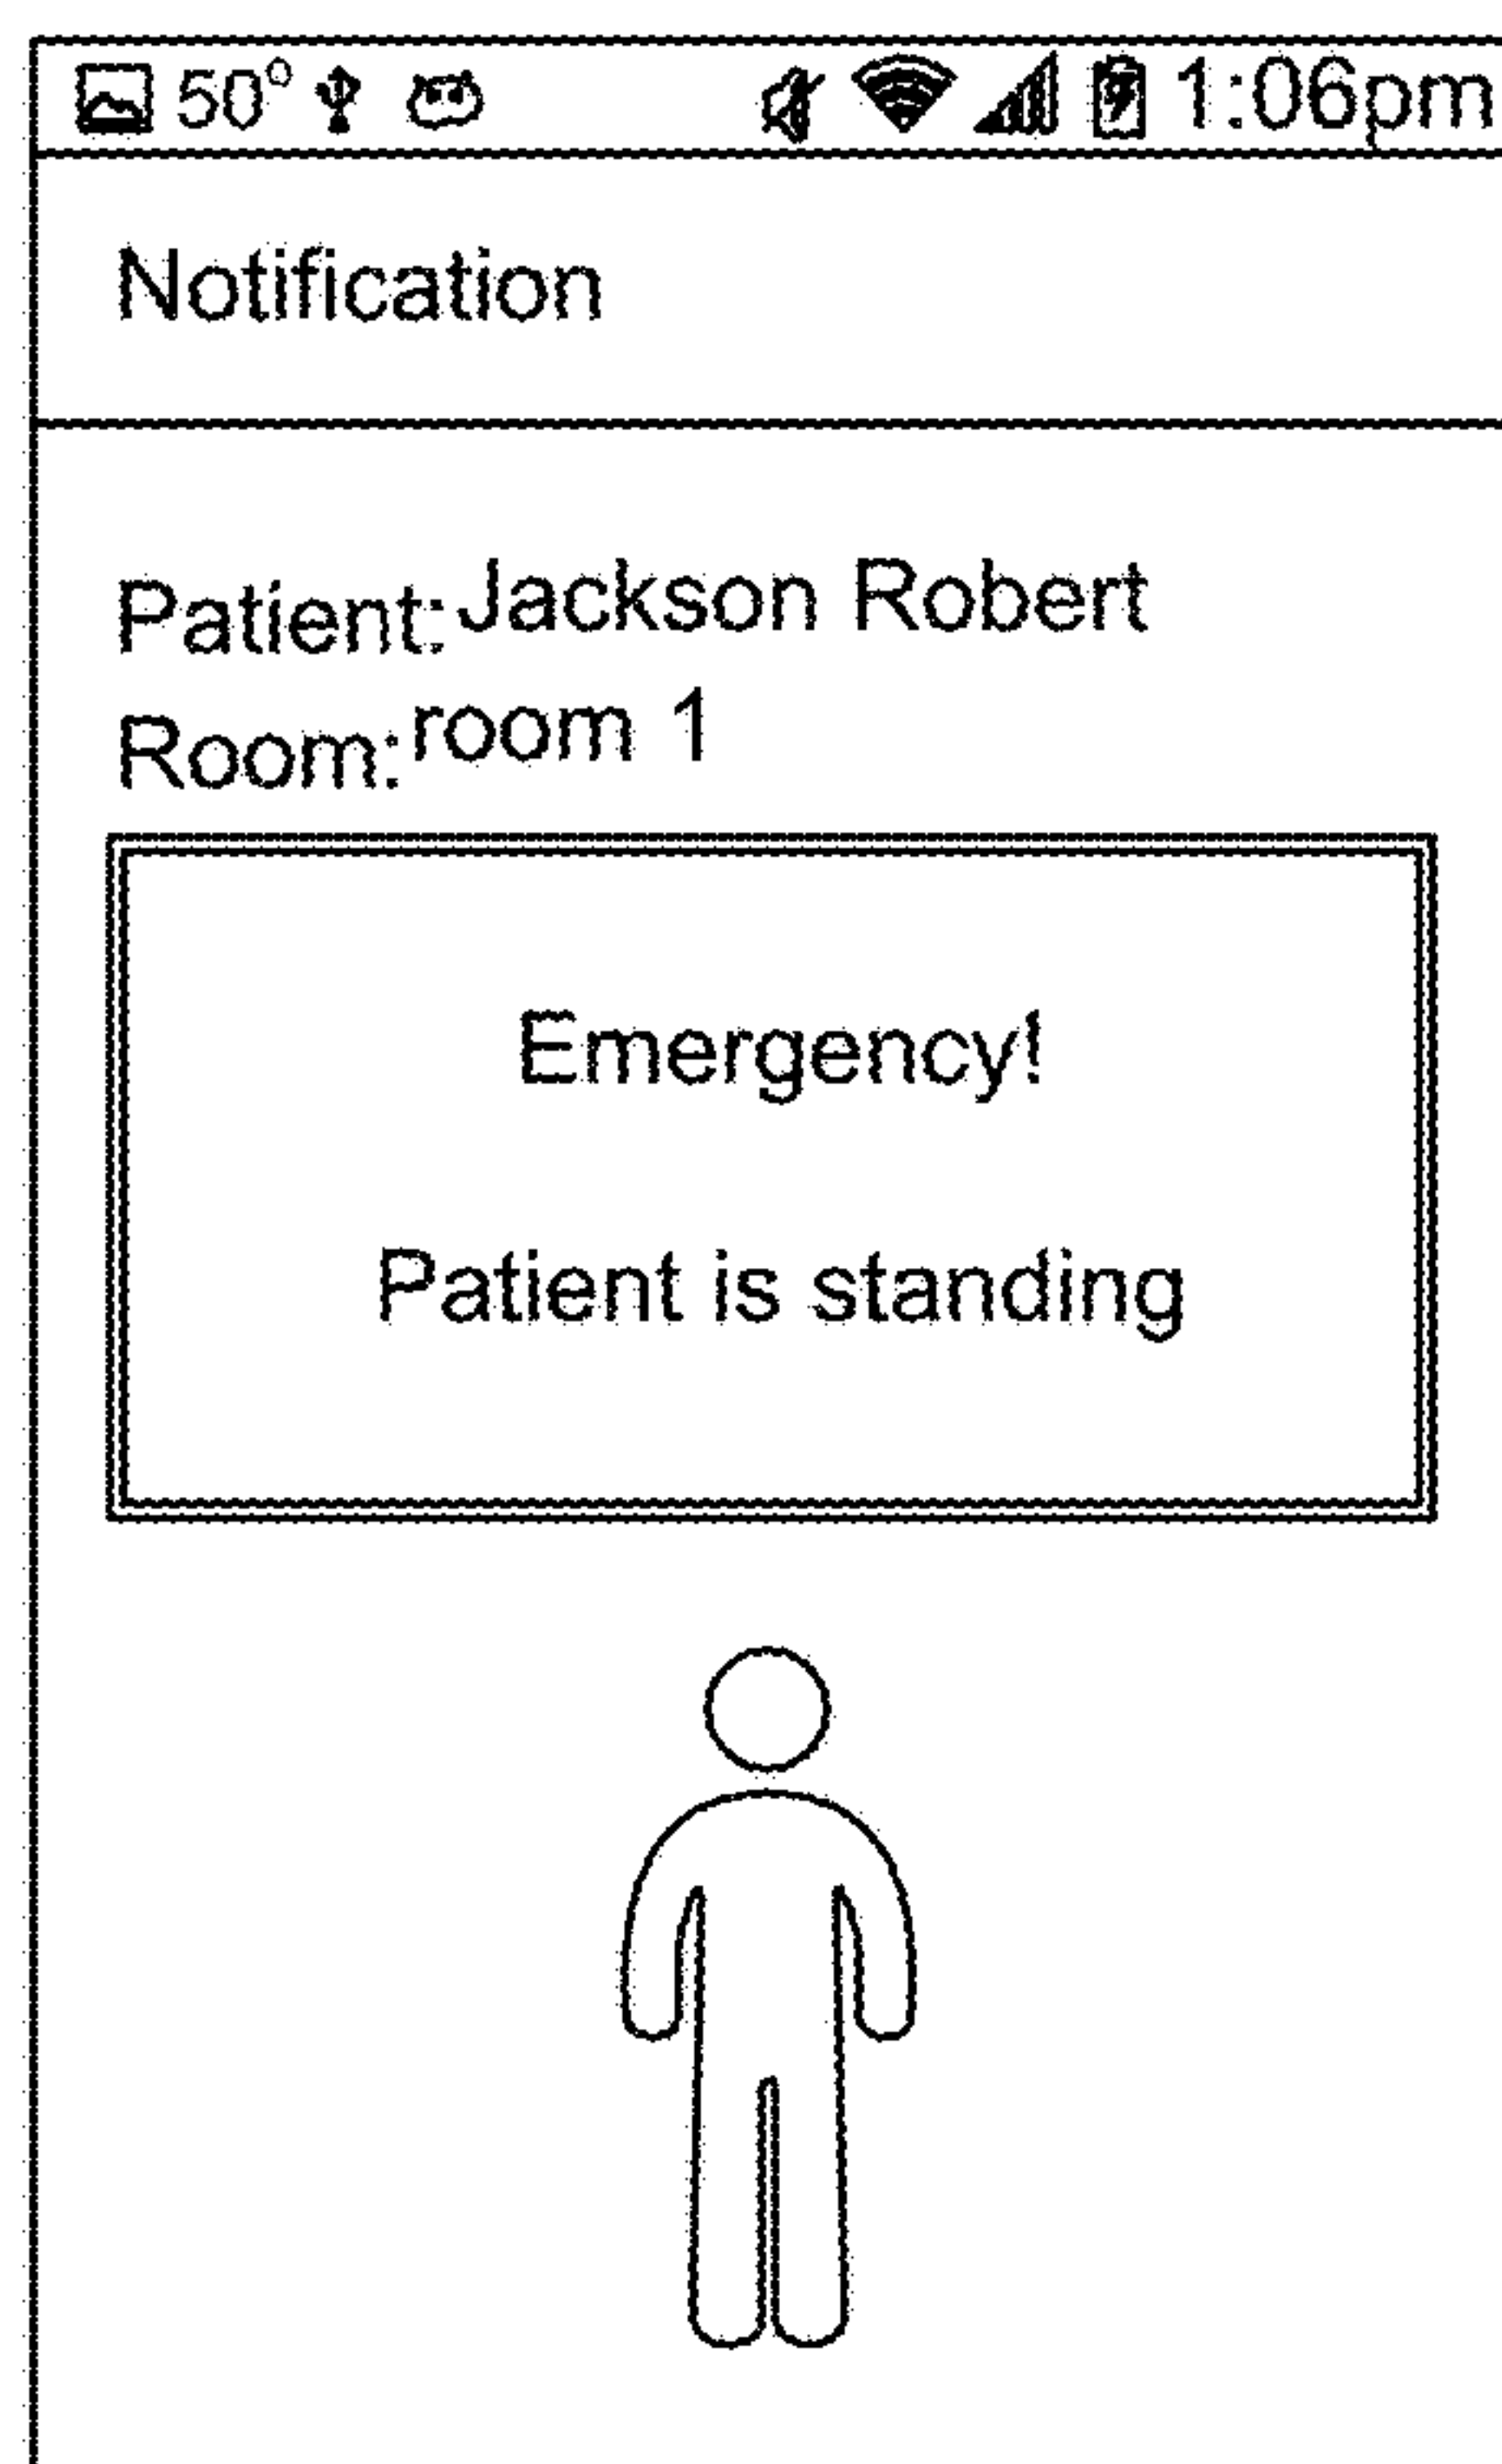 50° 1:06pm
Notification
Patient: Jackson Robert
Room: room 1
Emergency!
Patient is standing